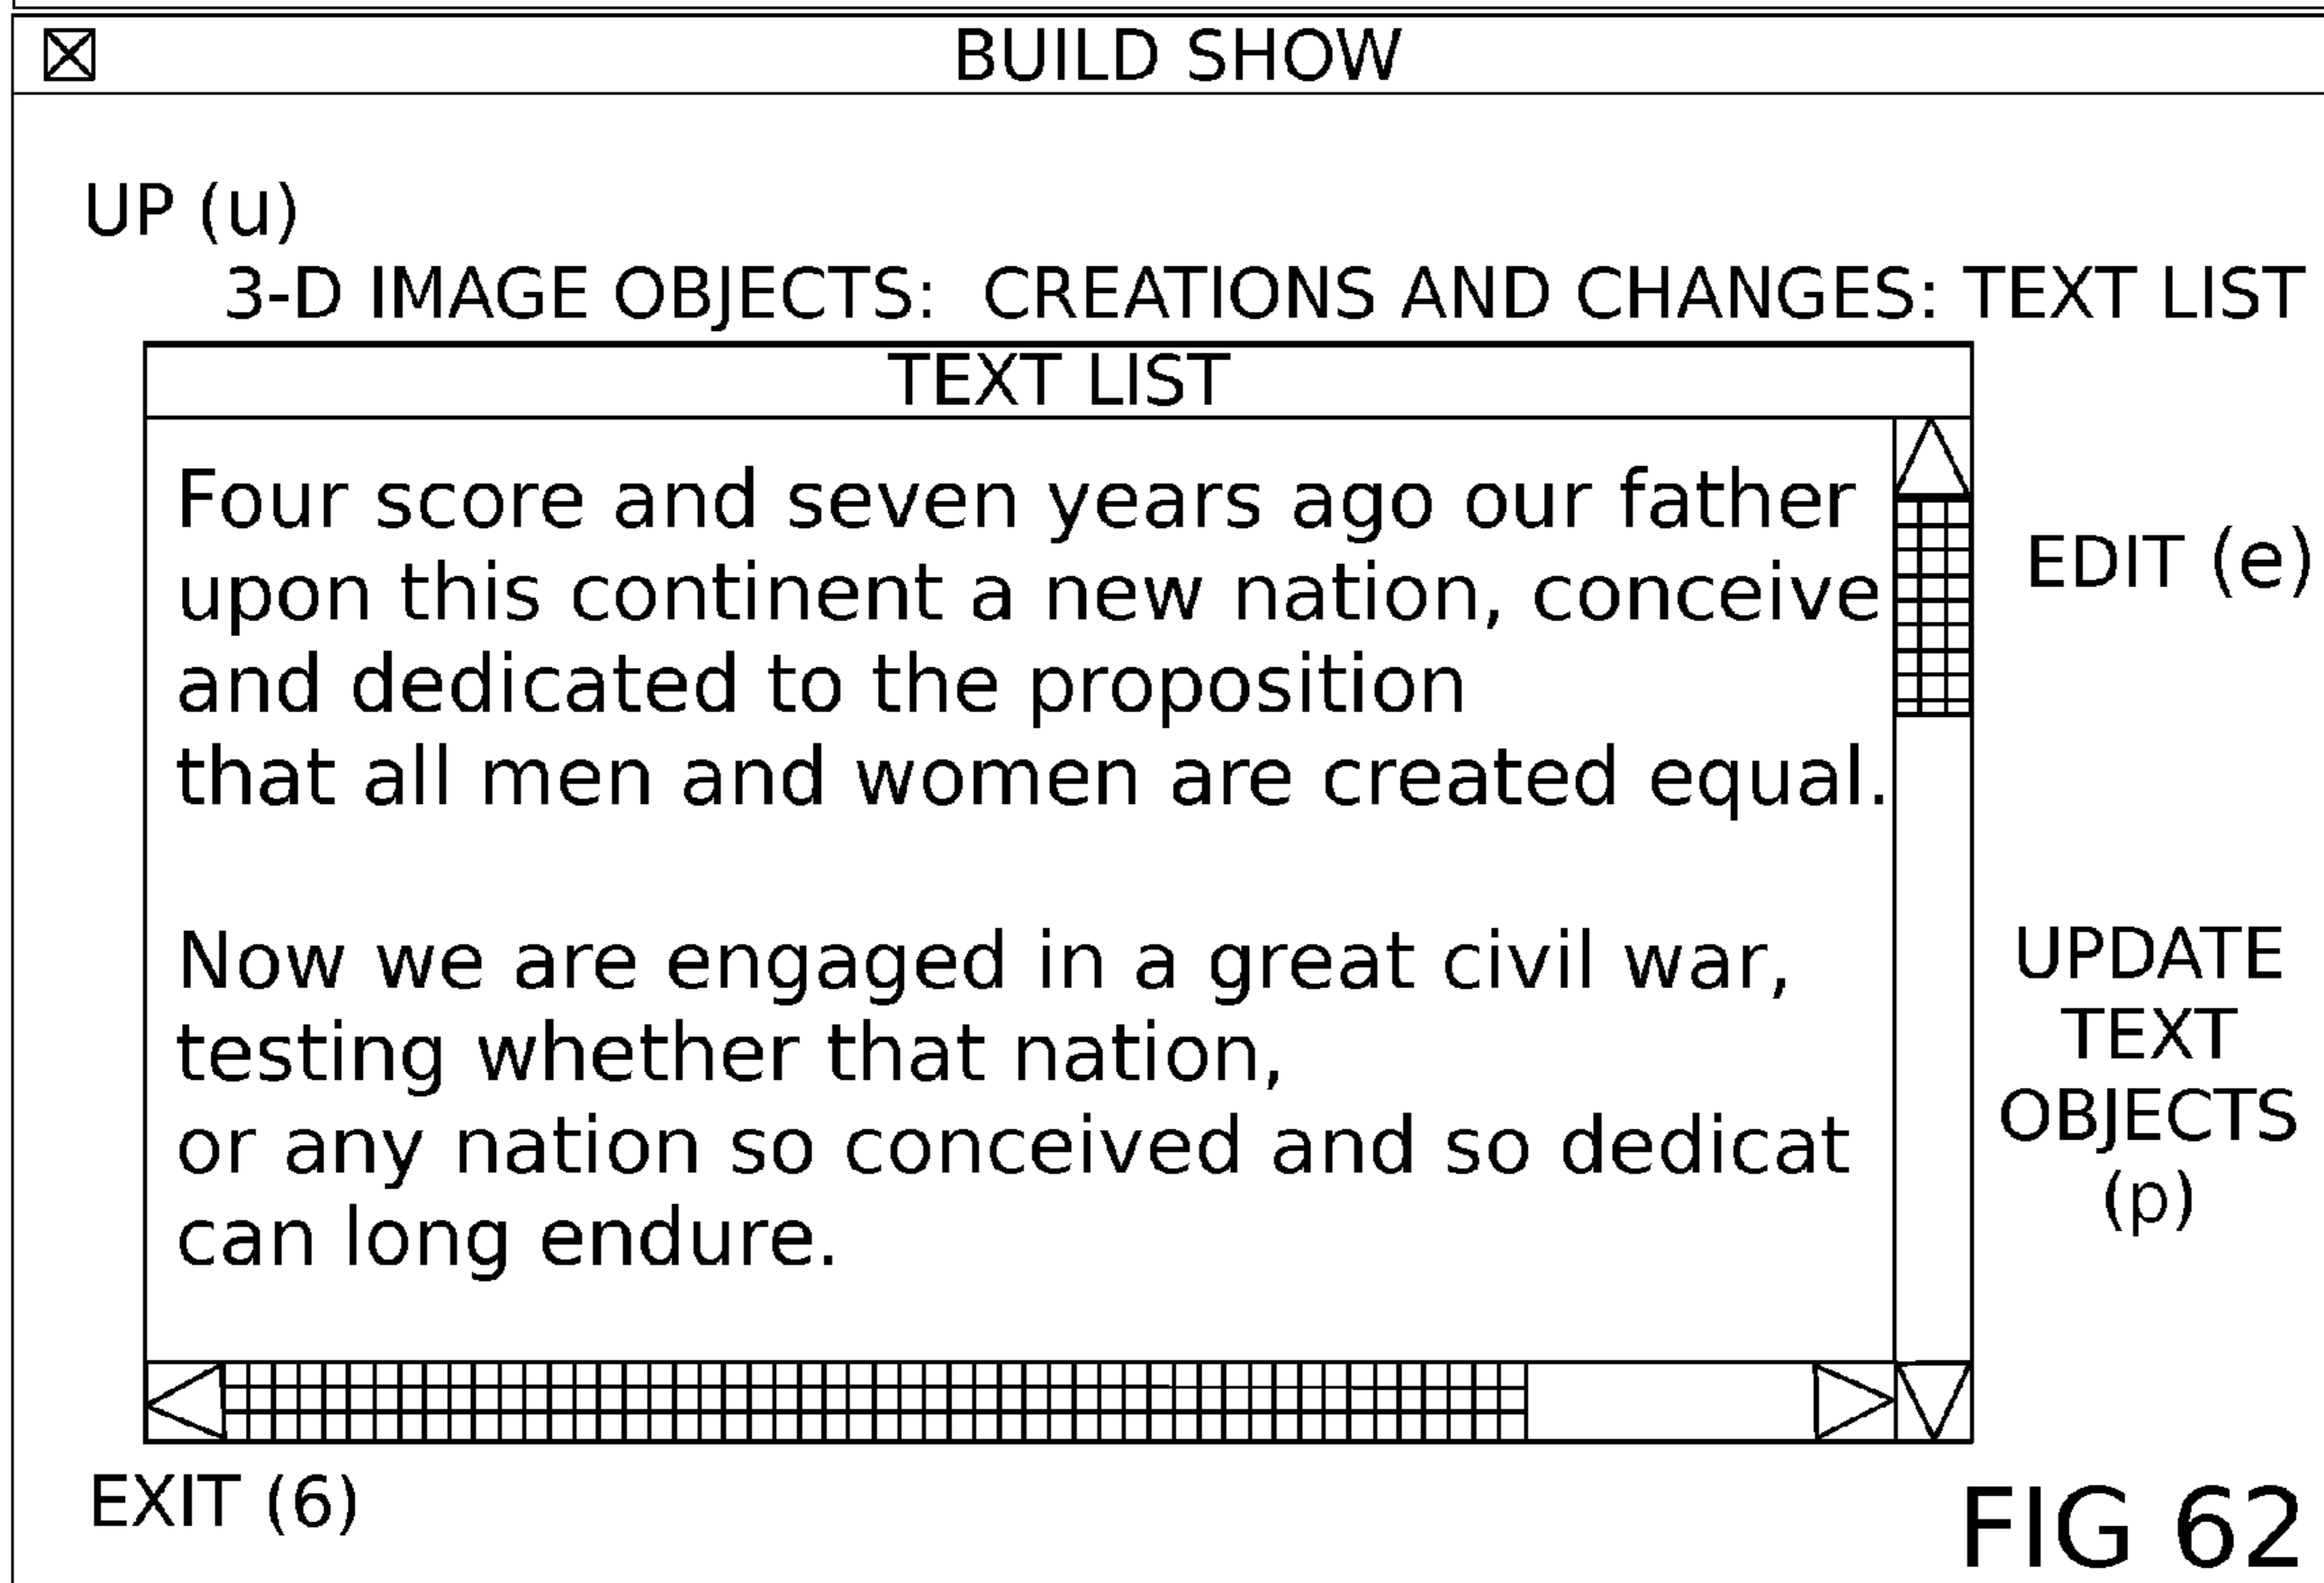 BUILD SHOW
UP (u)
3-D IMAGE OBJECTS: CREATIONS AND CHANGES: TEXT LIST
TEXT LIST
Four score and seven years ago our father
upon this continent a new nation, conceive
and dedicated to the proposition
that all men and women are created equal.
Now we are engaged in a great civil war,
testing whether that nation,
or any nation so conceived and so dedicat
can long endure.
EDIT (e)
UPDATE
TEXT
OBJECTS
(p)
EXIT (6)
FIG 62